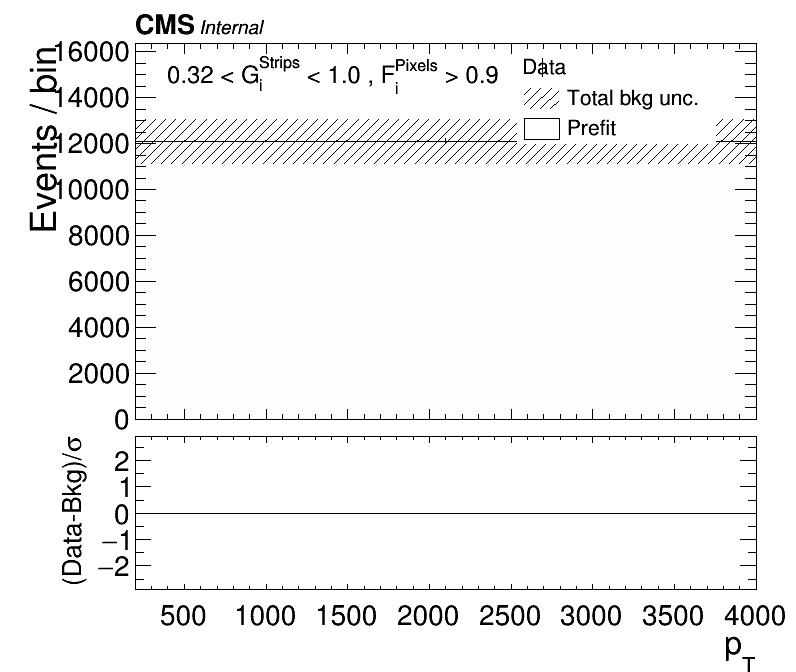 CMS Internal
0.32 < G_i^Strips < 1.0 , F_i^Pixels > 0.9
Data
Total bkg unc.
Prefit
Events / bin
16000
14000
12000
10000
8000
6000
4000
2000
0
(Data-Bkg)/σ
2
1
0
−1
−2
500 1000 1500 2000 2500 3000 3500 4000
p_T